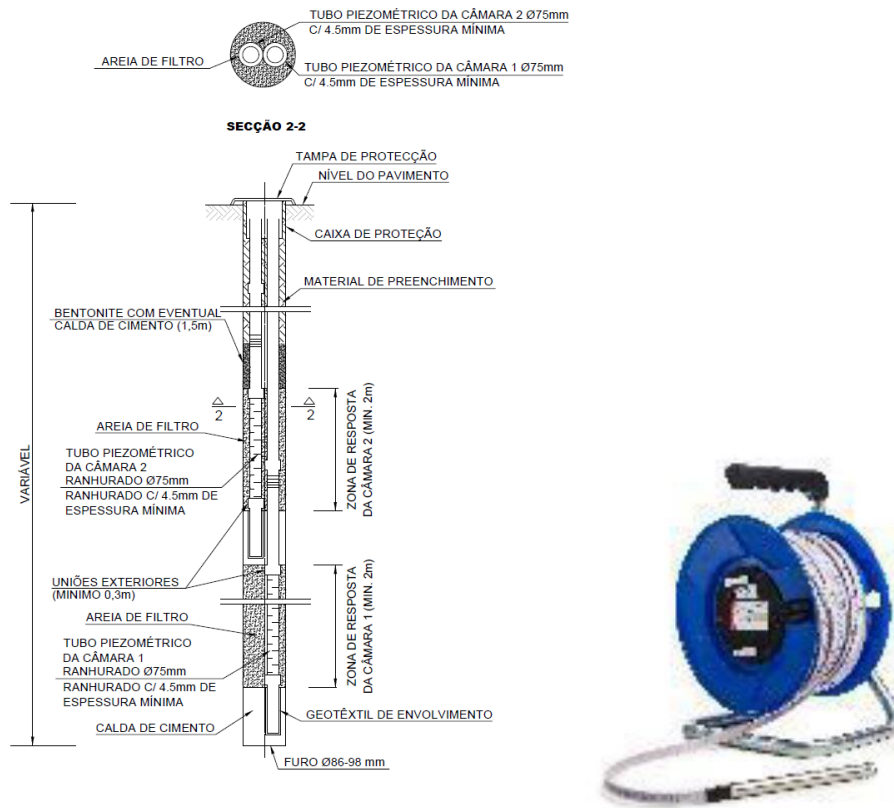 TUBO PIEZOMÉTRICO DA CÂMARA 2 Ø75mm
C/ 4.5mm DE ESPESSURA MÍNIMA
AREIA DE FILTRO
TUBO PIEZOMÉTRICO DA CÂMARA 1 Ø75mm
C/ 4.5mm DE ESPESSURA MÍNIMA
SECÇÃO 2-2
TAMPA DE PROTECÇÃO
NÍVEL DO PAVIMENTO
CAIXA DE PROTEÇÃO
MATERIAL DE PREENCHIMENTO
BENTONITE COM EVENTUAL
CALDA DE CIMENTO (1,5m)
2
2
AREIA DE FILTRO
TUBO PIEZOMÉTRICO
DA CÂMARA 2
RANHURADO Ø75mm
RANHURADO C/ 4.5mm DE
ESPESSURA MÍNIMA
ZONA DE RESPOSTA
DA CÂMARA 2 (MIN. 2m)
VARIÁVEL
UNIÕES EXTERIORES
(MINIMO 0,3m)
AREIA DE FILTRO
TUBO PIEZOMÉTRICO
DA CÂMARA 1
RANHURADO Ø75mm
RANHURADO C/ 4.5mm DE
ESPESSURA MÍNIMA
ZONA DE RESPOSTA
DA CÂMARA 1 (MIN. 2m)
CALDA DE CIMENTO
GEOTÊXTIL DE ENVOLVIMENTO
FURO Ø86-98 mm